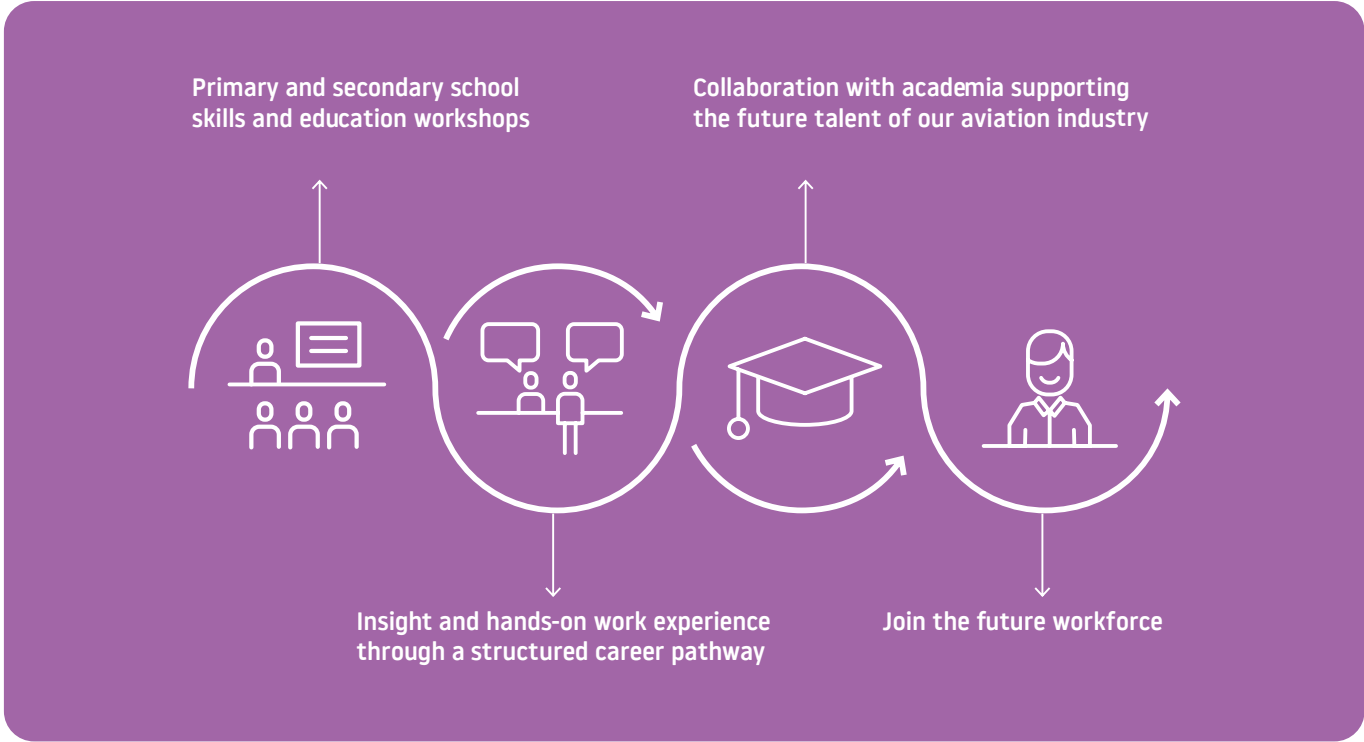 Primary and secondary school
skills and education workshops
Collaboration with academia supporting
the future talent of our aviation industry
Insight and hands-on work experience
through a structured career pathway
Join the future workforce